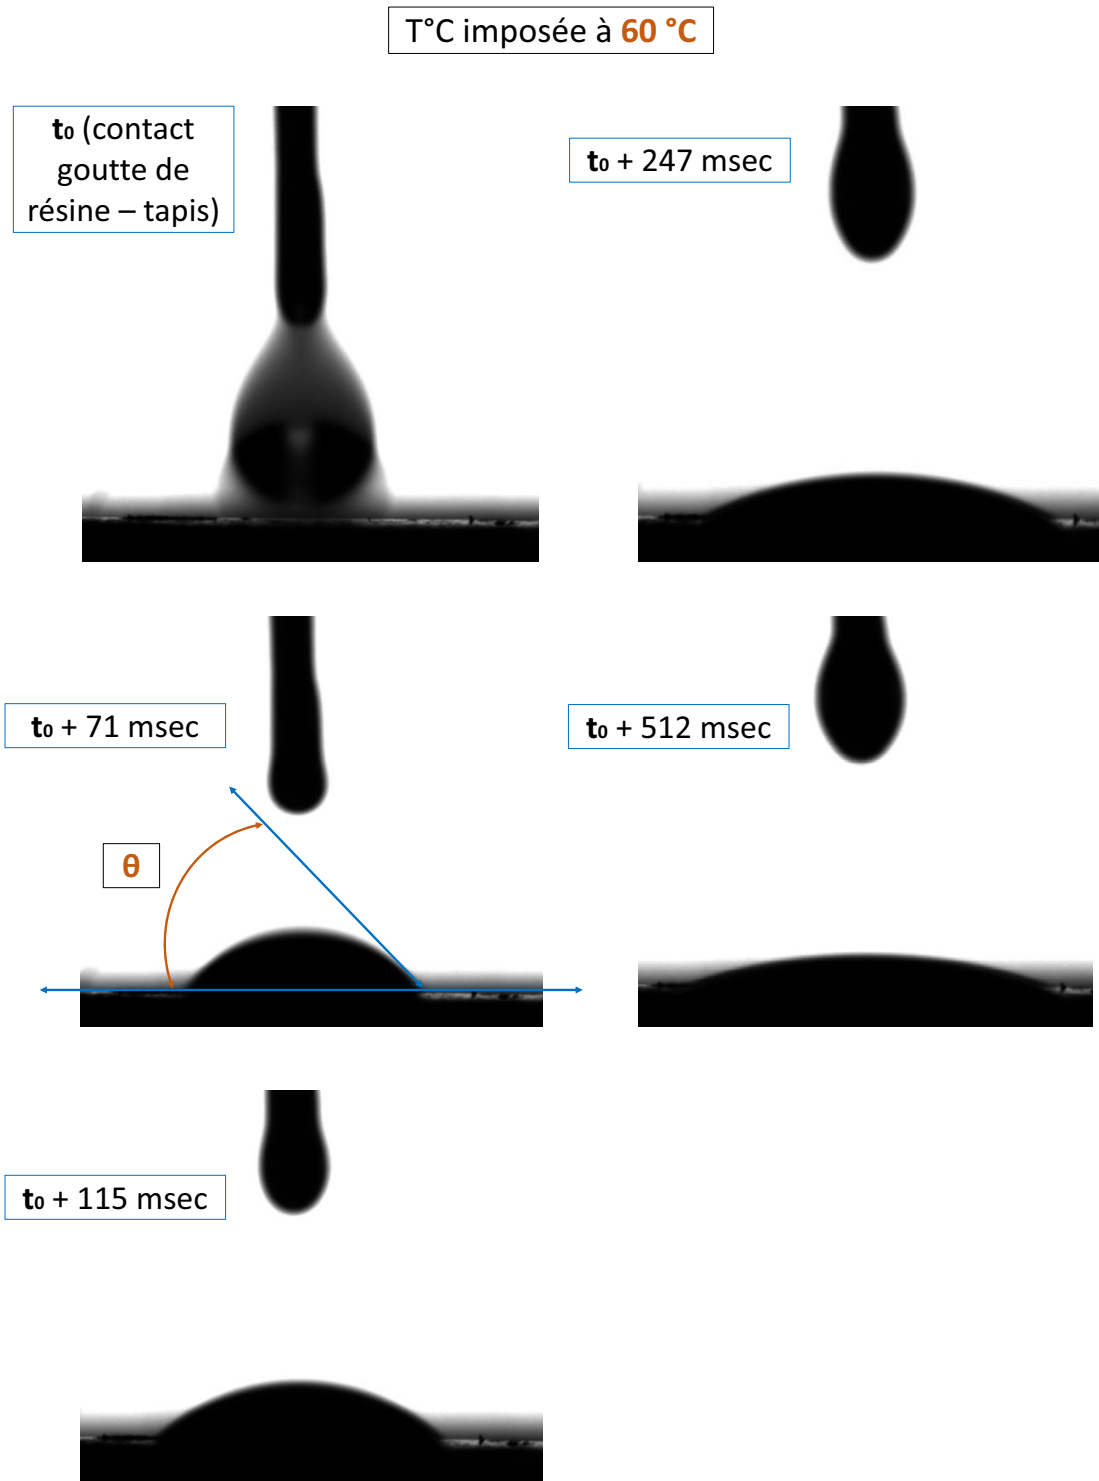 T°C imposée à 60 °C
t0 (contact
goutte de
résine – tapis)
t0 + 247 msec
t0 + 71 msec
t0 + 512 msec
θ
t0 + 115 msec